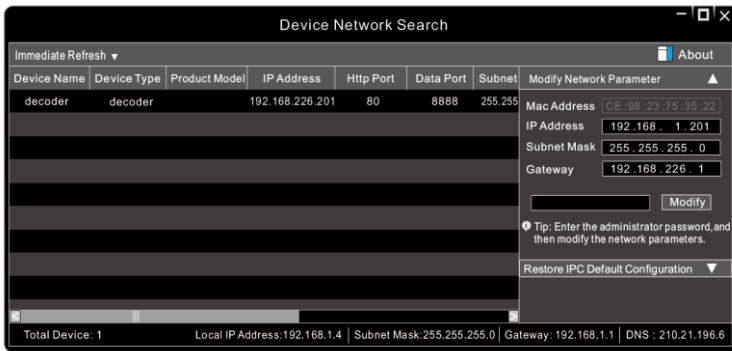 Device Network Search
Immediate Refresh
About
Device Name Device Type Product Model IP Address Http Port Data Port Subnet
decoder decoder 192.168.226.201 80 8888 255.255
Modify Network Parameter
Mac Address CE:98:23:75:35:22
IP Address 192.168. 1.201
Subnet Mask 255.255.255. 0
Gateway 192.168.226. 1
Modify
Tip: Enter the administrator password,and
then modify the network parameters.
Restore IPC Default Configuration
Total Device: 1 Local IP Address:192.168.1.4 Subnet Mask:255.255.255.0 Gateway: 192.168.1.1 DNS : 210.21.196.6